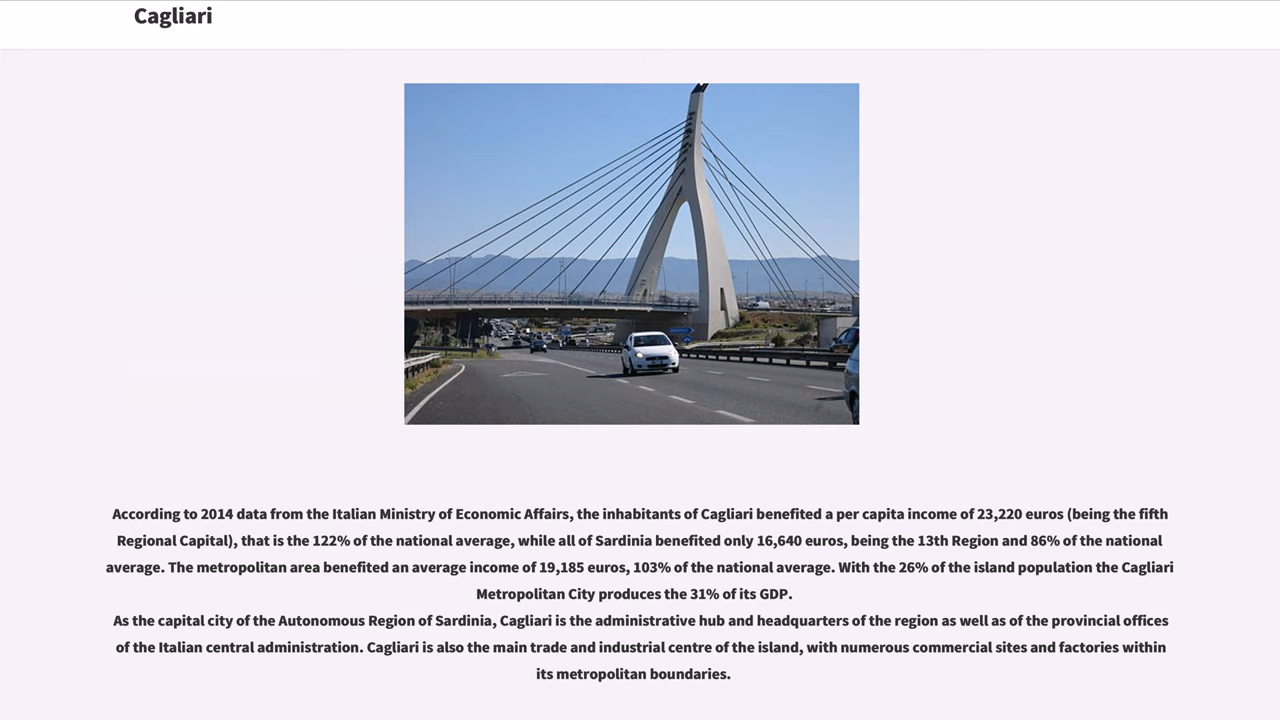 Cagliari
According to 2014 data from the Italian Ministry of Economic Affairs, the inhabitants of Cagliari benefited a per capita income of 23,220 euros (being the fifth
Regional Capital), that is the 122% of the national average, while all of Sardinia benefited only 16,640 euros, being the 13th Region and 86% of the national
average. The metropolitan area benefited an average income of 19,185 euros, 103% of the national average. With the 26% of the island population the Cagliari
Metropolitan City produces the 31% of its GDP.
As the capital city of the Autonomous Region of Sardinia, Cagliari is the administrative hub and headquarters of the region as well as of the provincial offices
of the Italian central administration. Cagliari is also the main trade and industrial centre of the island, with numerous commercial sites and factories within
its metropolitan boundaries.